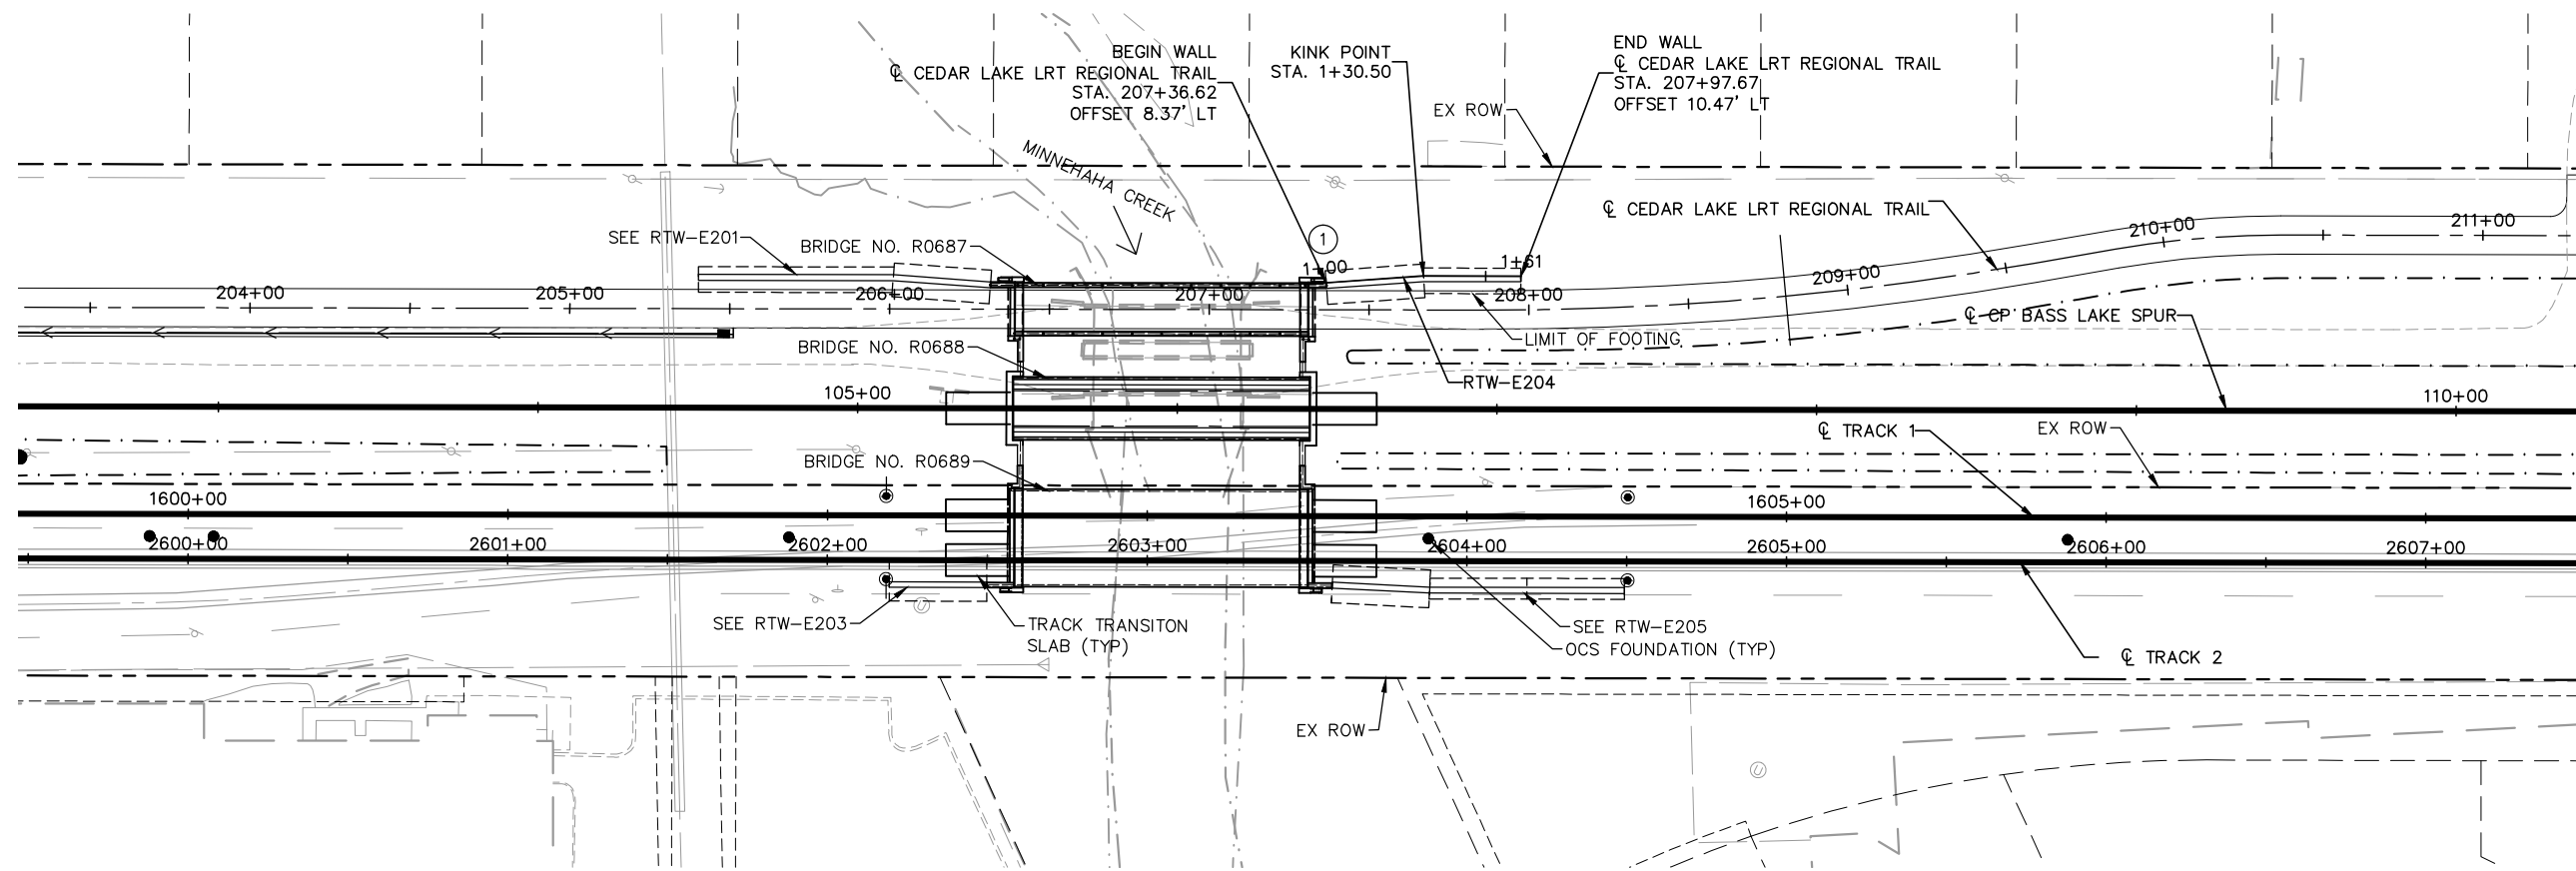 BEGIN WALL
℄ CEDAR LAKE LRT REGIONAL TRAIL
STA. 207+36.62
OFFSET 8.37' LT
KINK POINT
STA. 1+30.50
END WALL
℄ CEDAR LAKE LRT REGIONAL TRAIL
STA. 207+97.67
OFFSET 10.47' LT
EX ROW
MINNEHAHA CREEK
℄ CEDAR LAKE LRT REGIONAL TRAIL
SEE RTW-E201
BRIDGE NO. R0687
1
1+00
1+61
204+00
205+00
206+00
207+00
208+00
209+00
210+00
211+00
℄ CP BASS LAKE SPUR
LIMIT OF FOOTING
BRIDGE NO. R0688
RTW-E204
105+00
110+00
℄ TRACK 1
EX ROW
BRIDGE NO. R0689
1600+00
1605+00
2600+00
2601+00
2602+00
2603+00
2604+00
2605+00
2606+00
2607+00
SEE RTW-E203
TRACK TRANSITON
SLAB (TYP)
SEE RTW-E205
OCS FOUNDATION (TYP)
℄ TRACK 2
EX ROW
U
U